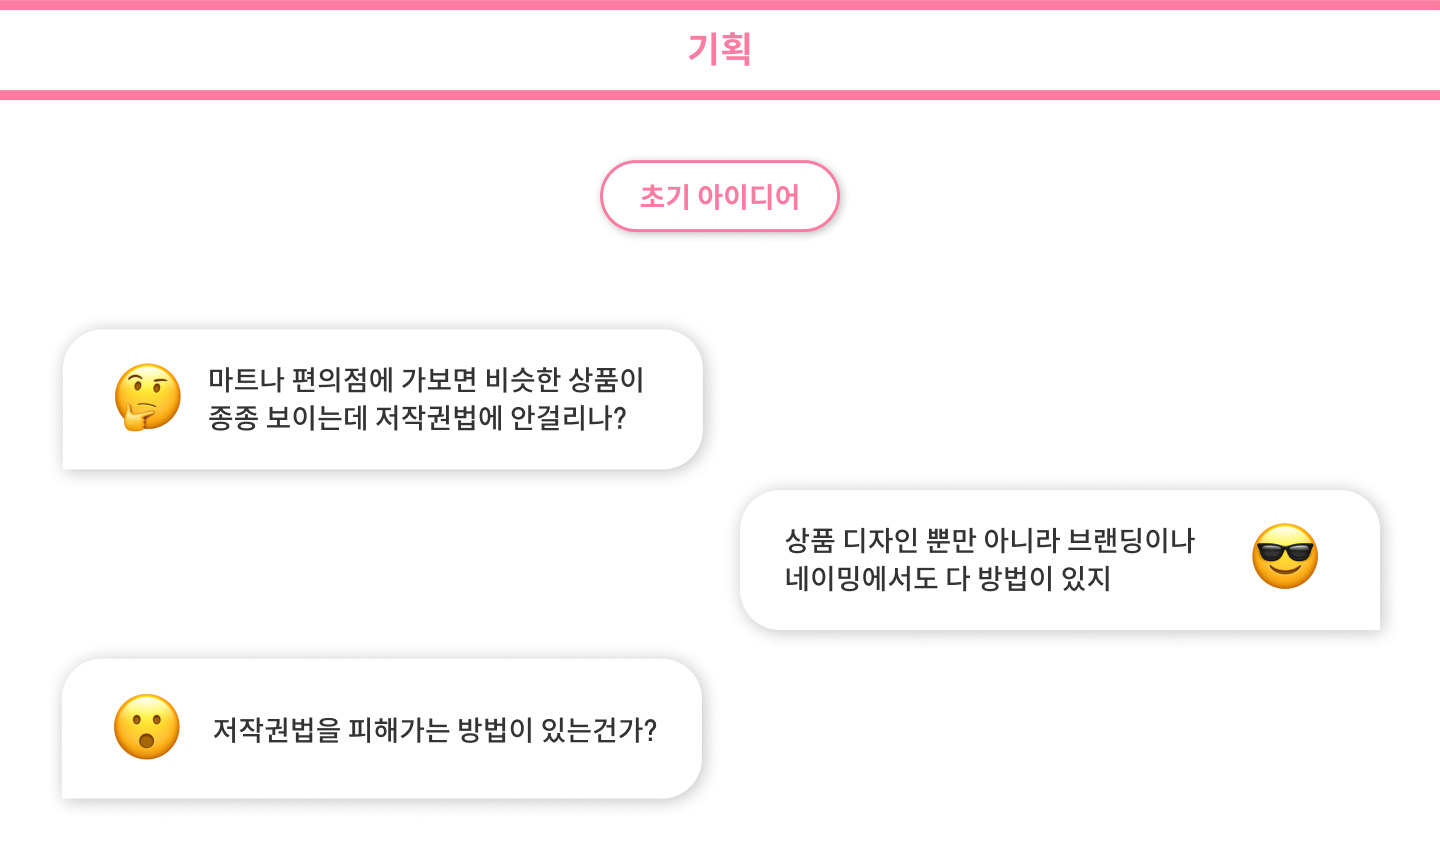 기획
초기 아이디어
마트나 편의점에 가보면 비슷한 상품이
종종 보이는데 저작권법에 안걸리나?
상품 디자인 뿐만 아니라 브랜딩이나
네이밍에서도 다 방법이 있지
저작권법을 피해가는 방법이 있는건가?